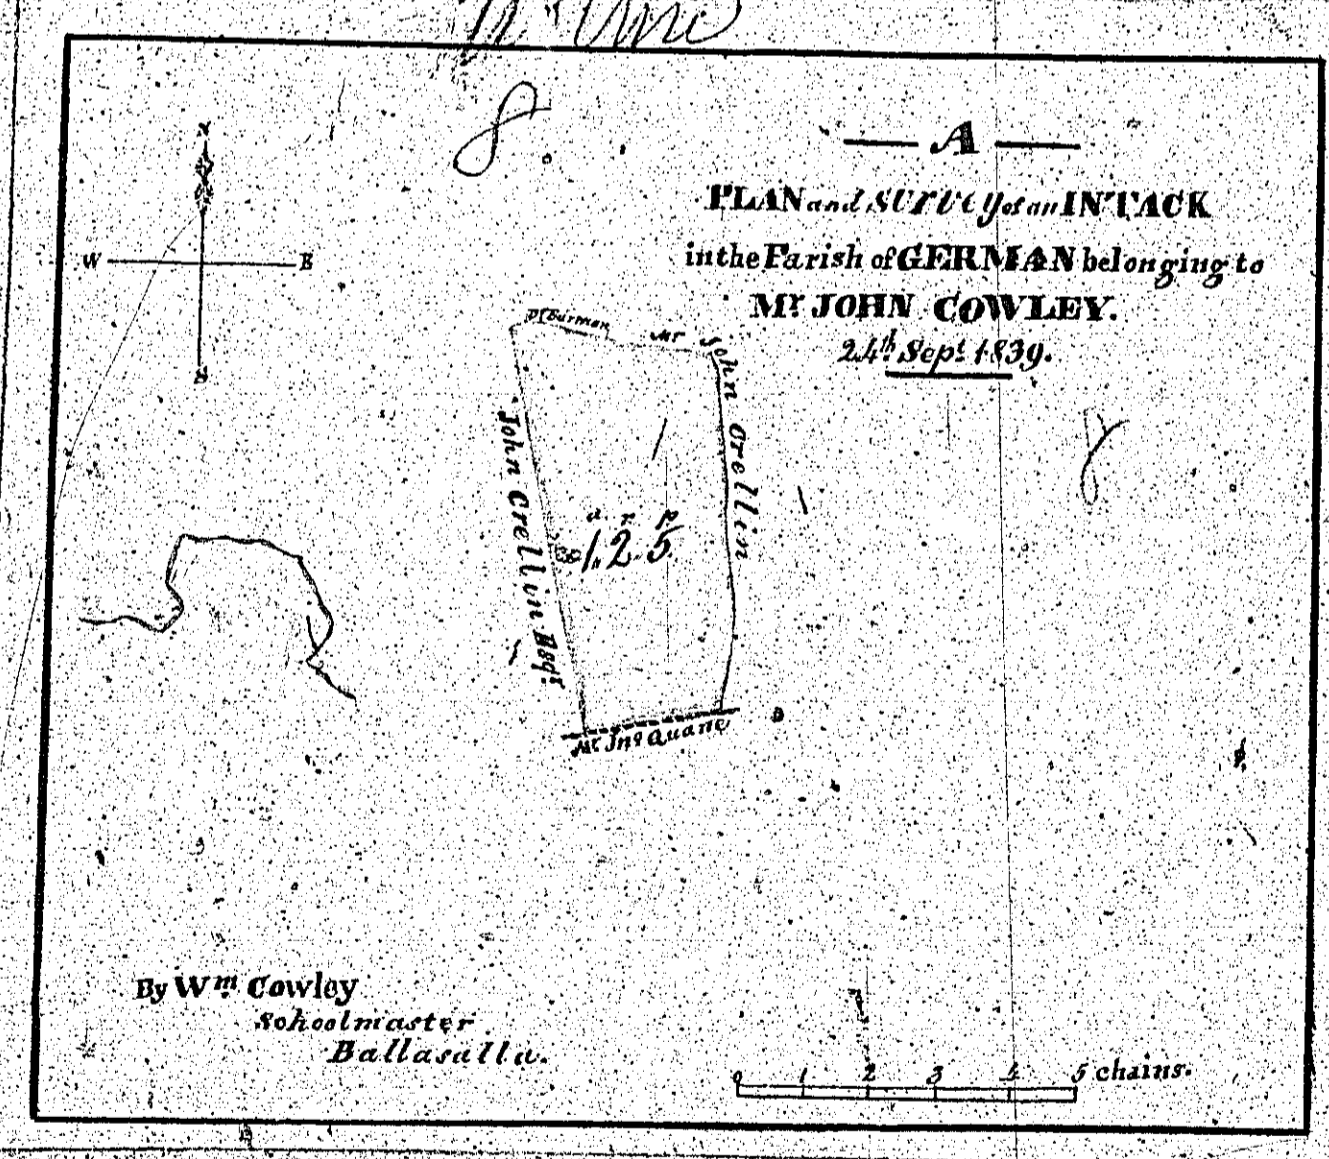 A
PLAN and SURVEY of an INTACK
in the Parish of GERMAN belonging to
Mr. JOHN COWLEY.
24th Sept. 1839.
N
W E
S
Mr John Crellin
John Crellin Esqr.
a r p
1. 2. 5
Mr. Jno Quane
By Wm. Cowley
Schoolmaster
Ballasalla.
0 1 2 3 4 5 chains.